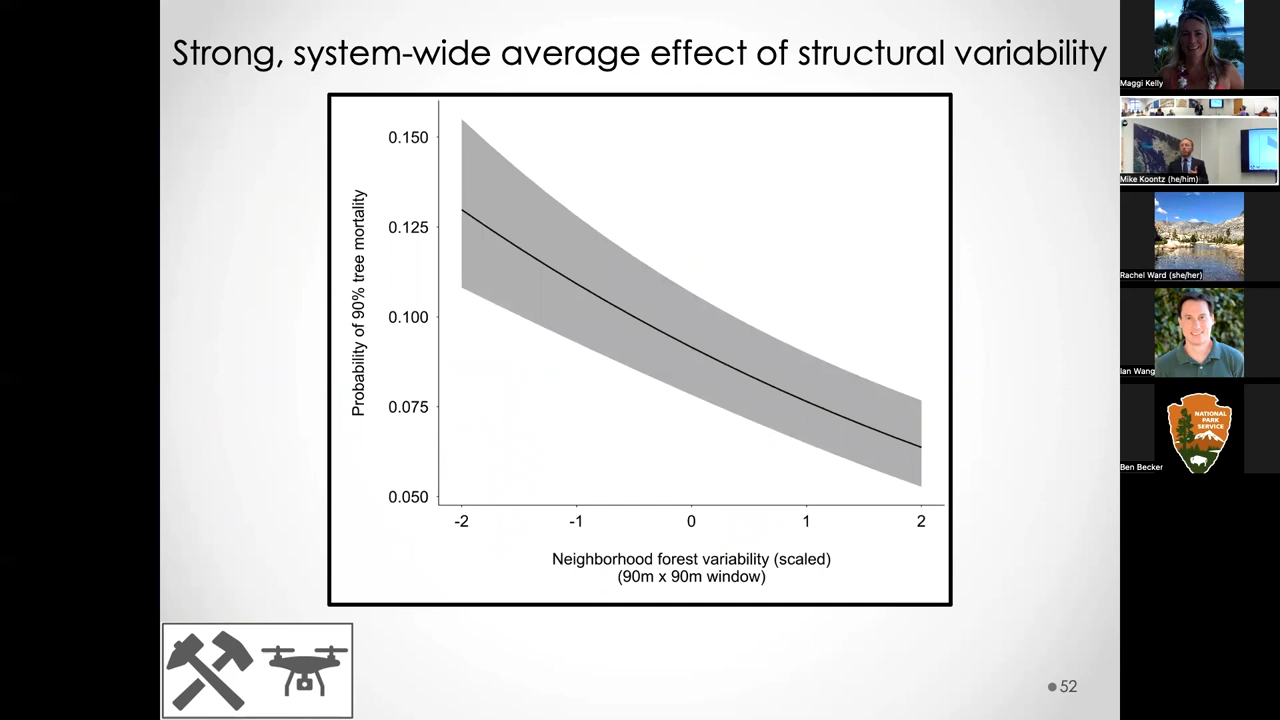 Strong, system-wide average effect of structural variability
Probability of 90% tree mortality
0.150
0.125
0.100
0.075
0.050
-2
-1
0
1
2
Neighborhood forest variability (scaled)
(90m x 90m window)
52
Maggi Kelly
Mike Koontz (he/him)
Rachel Ward (she/her)
Ian Wang
NATIONAL
PARK
SERVICE
Ben Becker